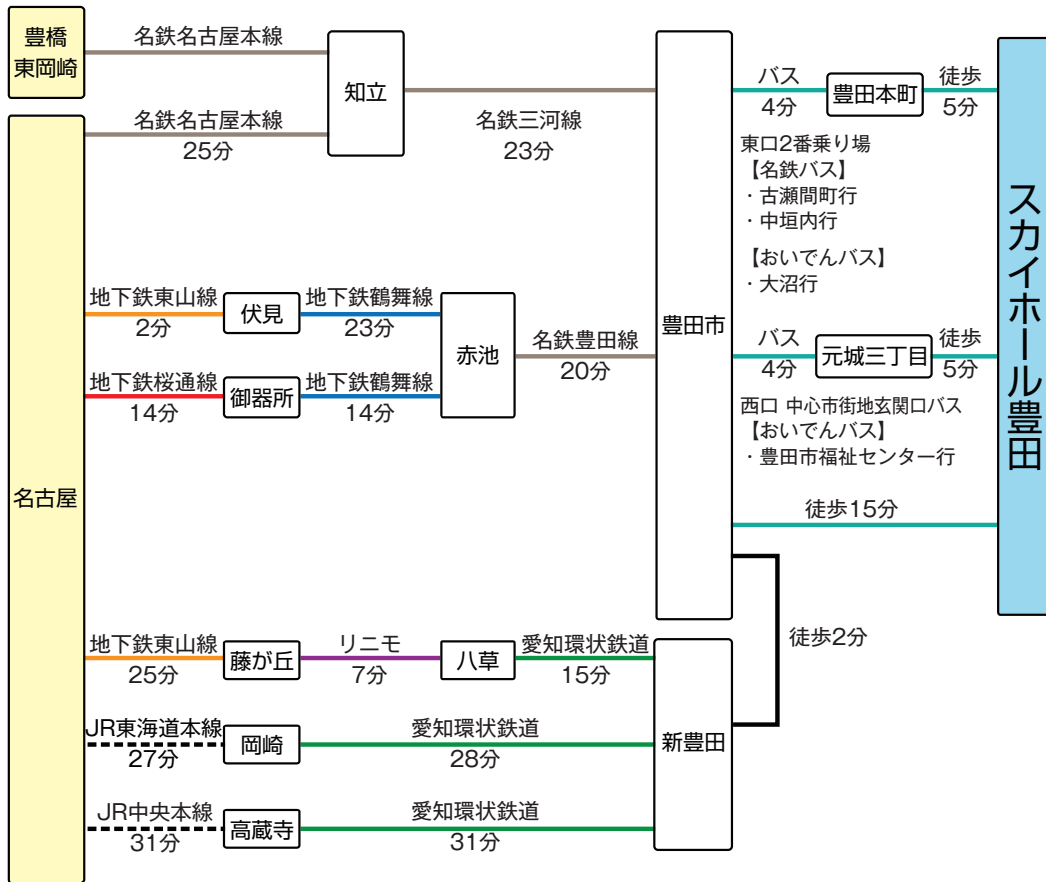 豊橋
東岡崎
名鉄名古屋本線
知立
名鉄名古屋本線
25分
名鉄三河線
23分
名古屋
地下鉄東山線
2分
伏見
地下鉄鶴舞線
23分
地下鉄桜通線
14分
御器所
地下鉄鶴舞線
14分
赤池
名鉄豊田線
20分
豊田市
バス
4分
豊田本町
徒歩
5分
東口2番乗り場
【名鉄バス】
・古瀬間町行
・中垣内行
【おいでんバス】
・大沼行
バス
4分
元城三丁目
徒歩
5分
西口 中心市街地玄関口バス
【おいでんバス】
・豊田市福祉センター行
徒歩15分
スカイホール豊田
徒歩2分
地下鉄東山線
25分
藤が丘
リニモ
7分
八草
愛知環状鉄道
15分
新豊田
JR東海道本線
27分
岡崎
愛知環状鉄道
28分
JR中央本線
31分
高蔵寺
愛知環状鉄道
31分